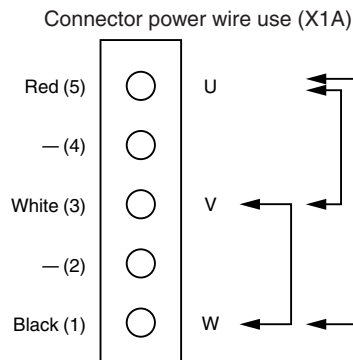 Connector power wire use (X1A)
Red (5) U
— (4)
White (3) V
— (2)
Black (1) W